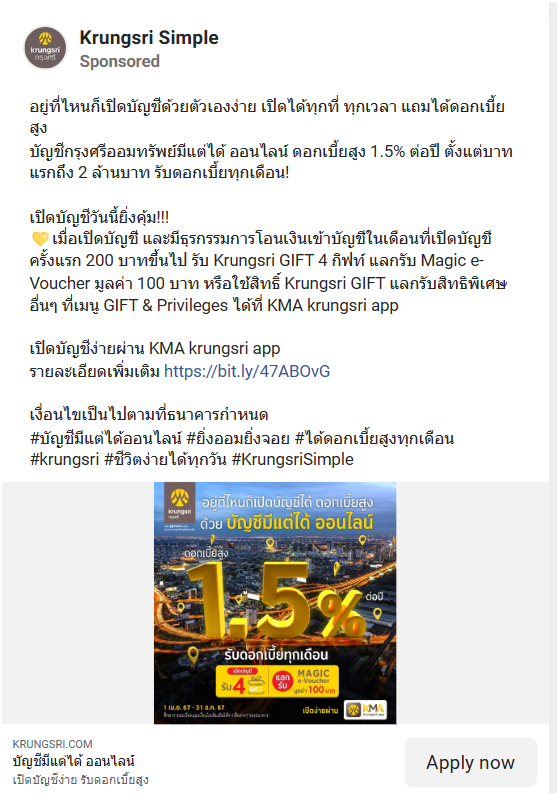 Krungsri Simple
Sponsored
krungsri
กรุงศรี
อยู่ที่ไหนก็เปิดบัญชีด้วยตัวเองง่าย เปิดได้ทุกที่ ทุกเวลา แถมได้ดอกเบี้ย
สูง
บัญชีกรุงศรีออมทรัพย์มีแต่ได้ ออนไลน์ ดอกเบี้ยสูง 1.5% ต่อปี ตั้งแต่บาท
แรกถึง 2 ล้านบาท รับดอกเบี้ยทุกเดือน!
เปิดบัญชีวันนี้ยิ่งคุ้ม!!!
💛เมื่อเปิดบัญชี และมีธุรกรรมการโอนเงินเข้าบัญชีในเดือนที่เปิดบัญชี
ครั้งแรก 200 บาทขึ้นไป รับ Krungsri GIFT 4 กิฟท์ แลกรับ Magic e-
Voucher มูลค่า 100 บาท หรือใช้สิทธิ์ Krungsri GIFT แลกรับสิทธิพิเศษ
อื่นๆ ที่เมนู GIFT & Privileges ได้ที่ KMA krungsri app
เปิดบัญชีง่ายผ่าน KMA krungsri app
รายละเอียดเพิ่มเติม https://bit.ly/47ABOvG
เงื่อนไขเป็นไปตามที่ธนาคารกำหนด
#บัญชีมีแต่ได้ออนไลน์ #ยิ่งออมยิ่งจอย #ได้ดอกเบี้ยสูงทุกเดือน
#krungsri #ชีวิตง่ายได้ทุกวัน #KrungsriSimple
krungsri
กรุงศรี
อยู่ที่ไหนก็เปิดบัญชีได้ ดอกเบี้ยสูง
ด้วย บัญชีมีแต่ได้ ออนไลน์
ดอกเบี้ยสูง
1.5% ต่อปี
รับดอกเบี้ยทุกเดือน
เปิดบัญชี
รับ 4 GIFT
แลกรับ
MAGIC
e-Voucher
มูลค่า 100 บาท
1 เม.ย. 67 - 31 ธ.ค. 67
เปิดง่ายผ่าน KMA
krungsri app
KRUNGSRI.COM
บัญชีมีแต่ได้ ออนไลน์
เปิดบัญชีง่าย รับดอกเบี้ยสูง
Apply now